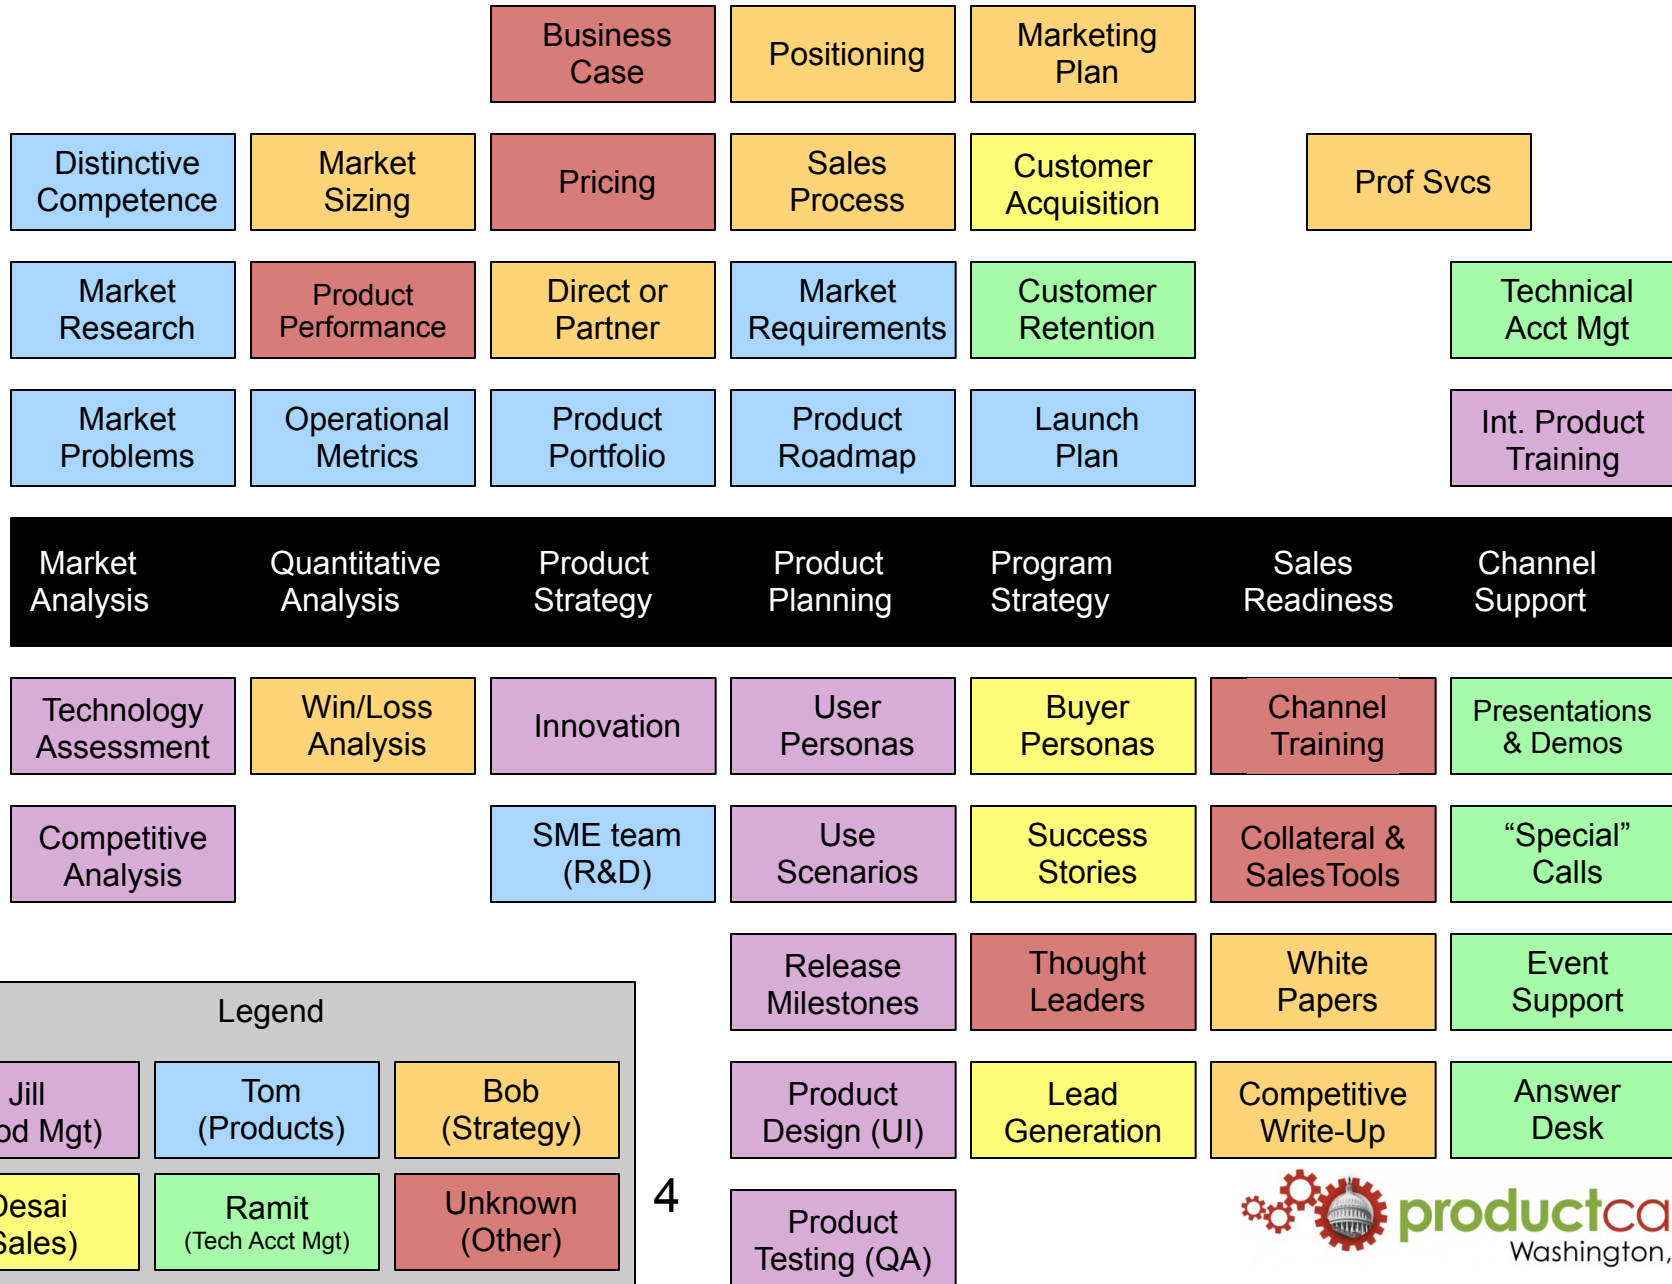 Business
Case
Positioning
Marketing
Plan
Distinctive
Competence
Market
Sizing
Pricing
Sales
Process
Customer
Acquisition
Prof Svcs
Market
Research
Product
Performance
Direct or
Partner
Market
Requirements
Customer
Retention
Technical
Acct Mgt
Market
Problems
Operational
Metrics
Product
Portfolio
Product
Roadmap
Launch
Plan
Int. Product
Training
Market
Analysis
Quantitative
Analysis
Product
Strategy
Product
Planning
Program
Strategy
Sales
Readiness
Channel
Support
Technology
Assessment
Win/Loss
Analysis
Innovation
User
Personas
Buyer
Personas
Channel
Training
Presentations
& Demos
Competitive
Analysis
SME team
(R&D)
Use
Scenarios
Success
Stories
Collateral &
SalesTools
“Special”
Calls
Release
Milestones
Thought
Leaders
White
Papers
Event
Support
Product
Design (UI)
Lead
Generation
Competitive
Write-Up
Answer
Desk
Product
Testing (QA)
Legend
Jill
od Mgt)
Tom
(Products)
Bob
(Strategy)
Desai
Sales)
Ramit
(Tech Acct Mgt)
Unknown
(Other)
4
productca
Washington,